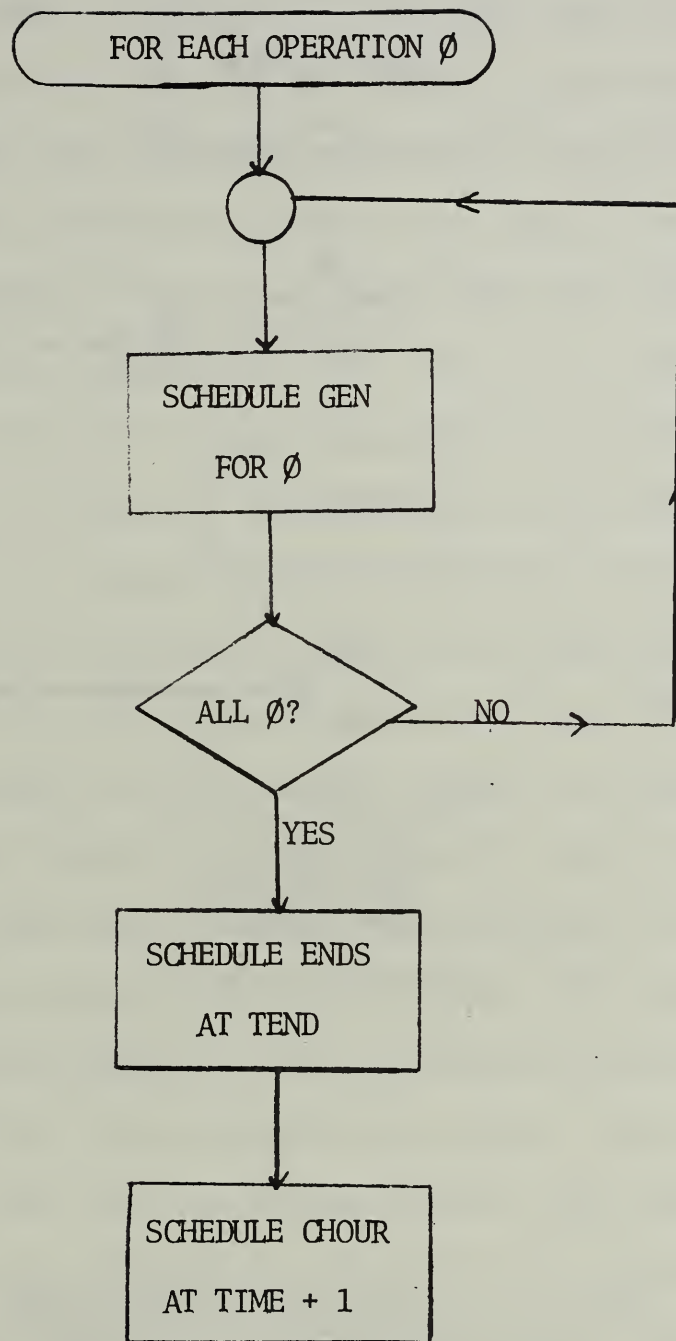 FOR EACH OPERATION Ø
SCHEDULE GEN
FOR Ø
ALL Ø?
NO
YES
SCHEDULE ENDS
AT TEND
SCHEDULE CHOUR
AT TIME + 1